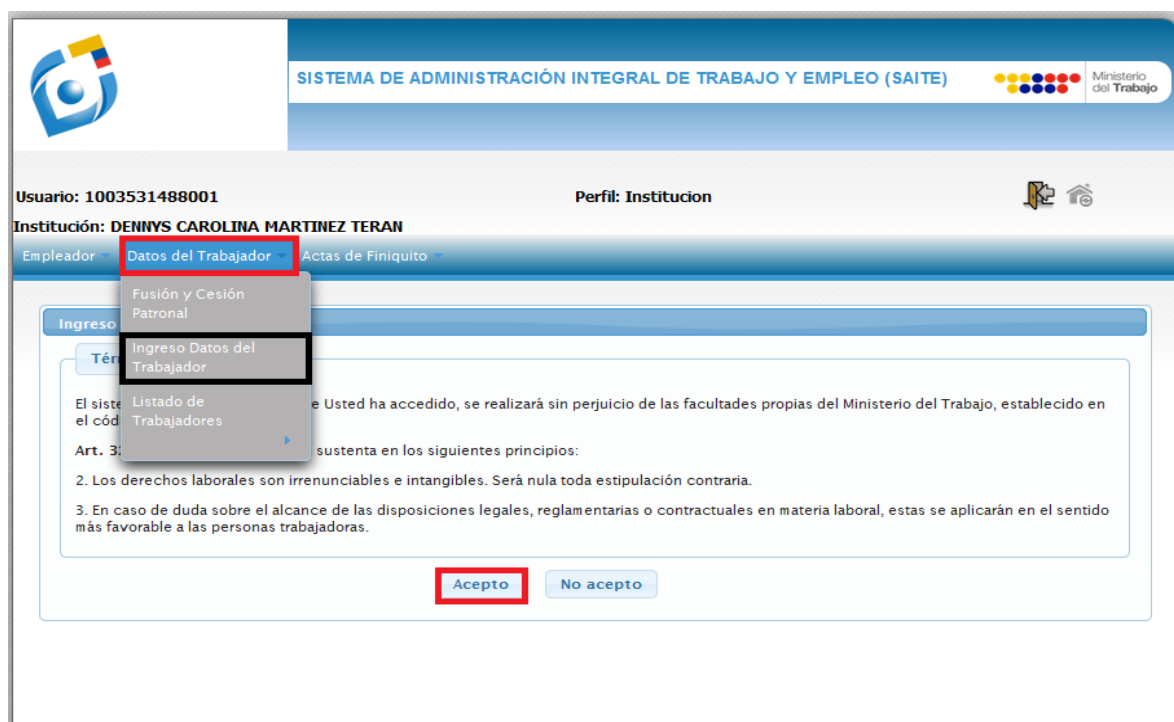 SISTEMA DE ADMINISTRACIÓN INTEGRAL DE TRABAJO Y EMPLEO (SAITE)
Ministerio
del Trabajo
Usuario: 1003531488001
Perfil: Institucion
Institución: DENNYS CAROLINA MARTINEZ TERAN
Empleador
Datos del Trabajador
Actas de Finiquito
Fusión y Cesión
Patronal
Ingreso Datos del
Trabajador
Listado de
Trabajadores
Ingreso
El
Usted ha accedido, se realizará sin perjuicio de las facultades propias del Ministerio del Trabajo, establecido en
el
Art.
sustenta en los siguientes principios:
2. Los derechos laborales son irrenunciables e intangibles. Será nula toda estipulación contraria.
3. En caso de duda sobre el alcance de las disposiciones legales, reglamentarias o contractuales en materia laboral, estas se aplicarán en el sentido
más favorable a las personas trabajadoras.
Acepto
No acepto